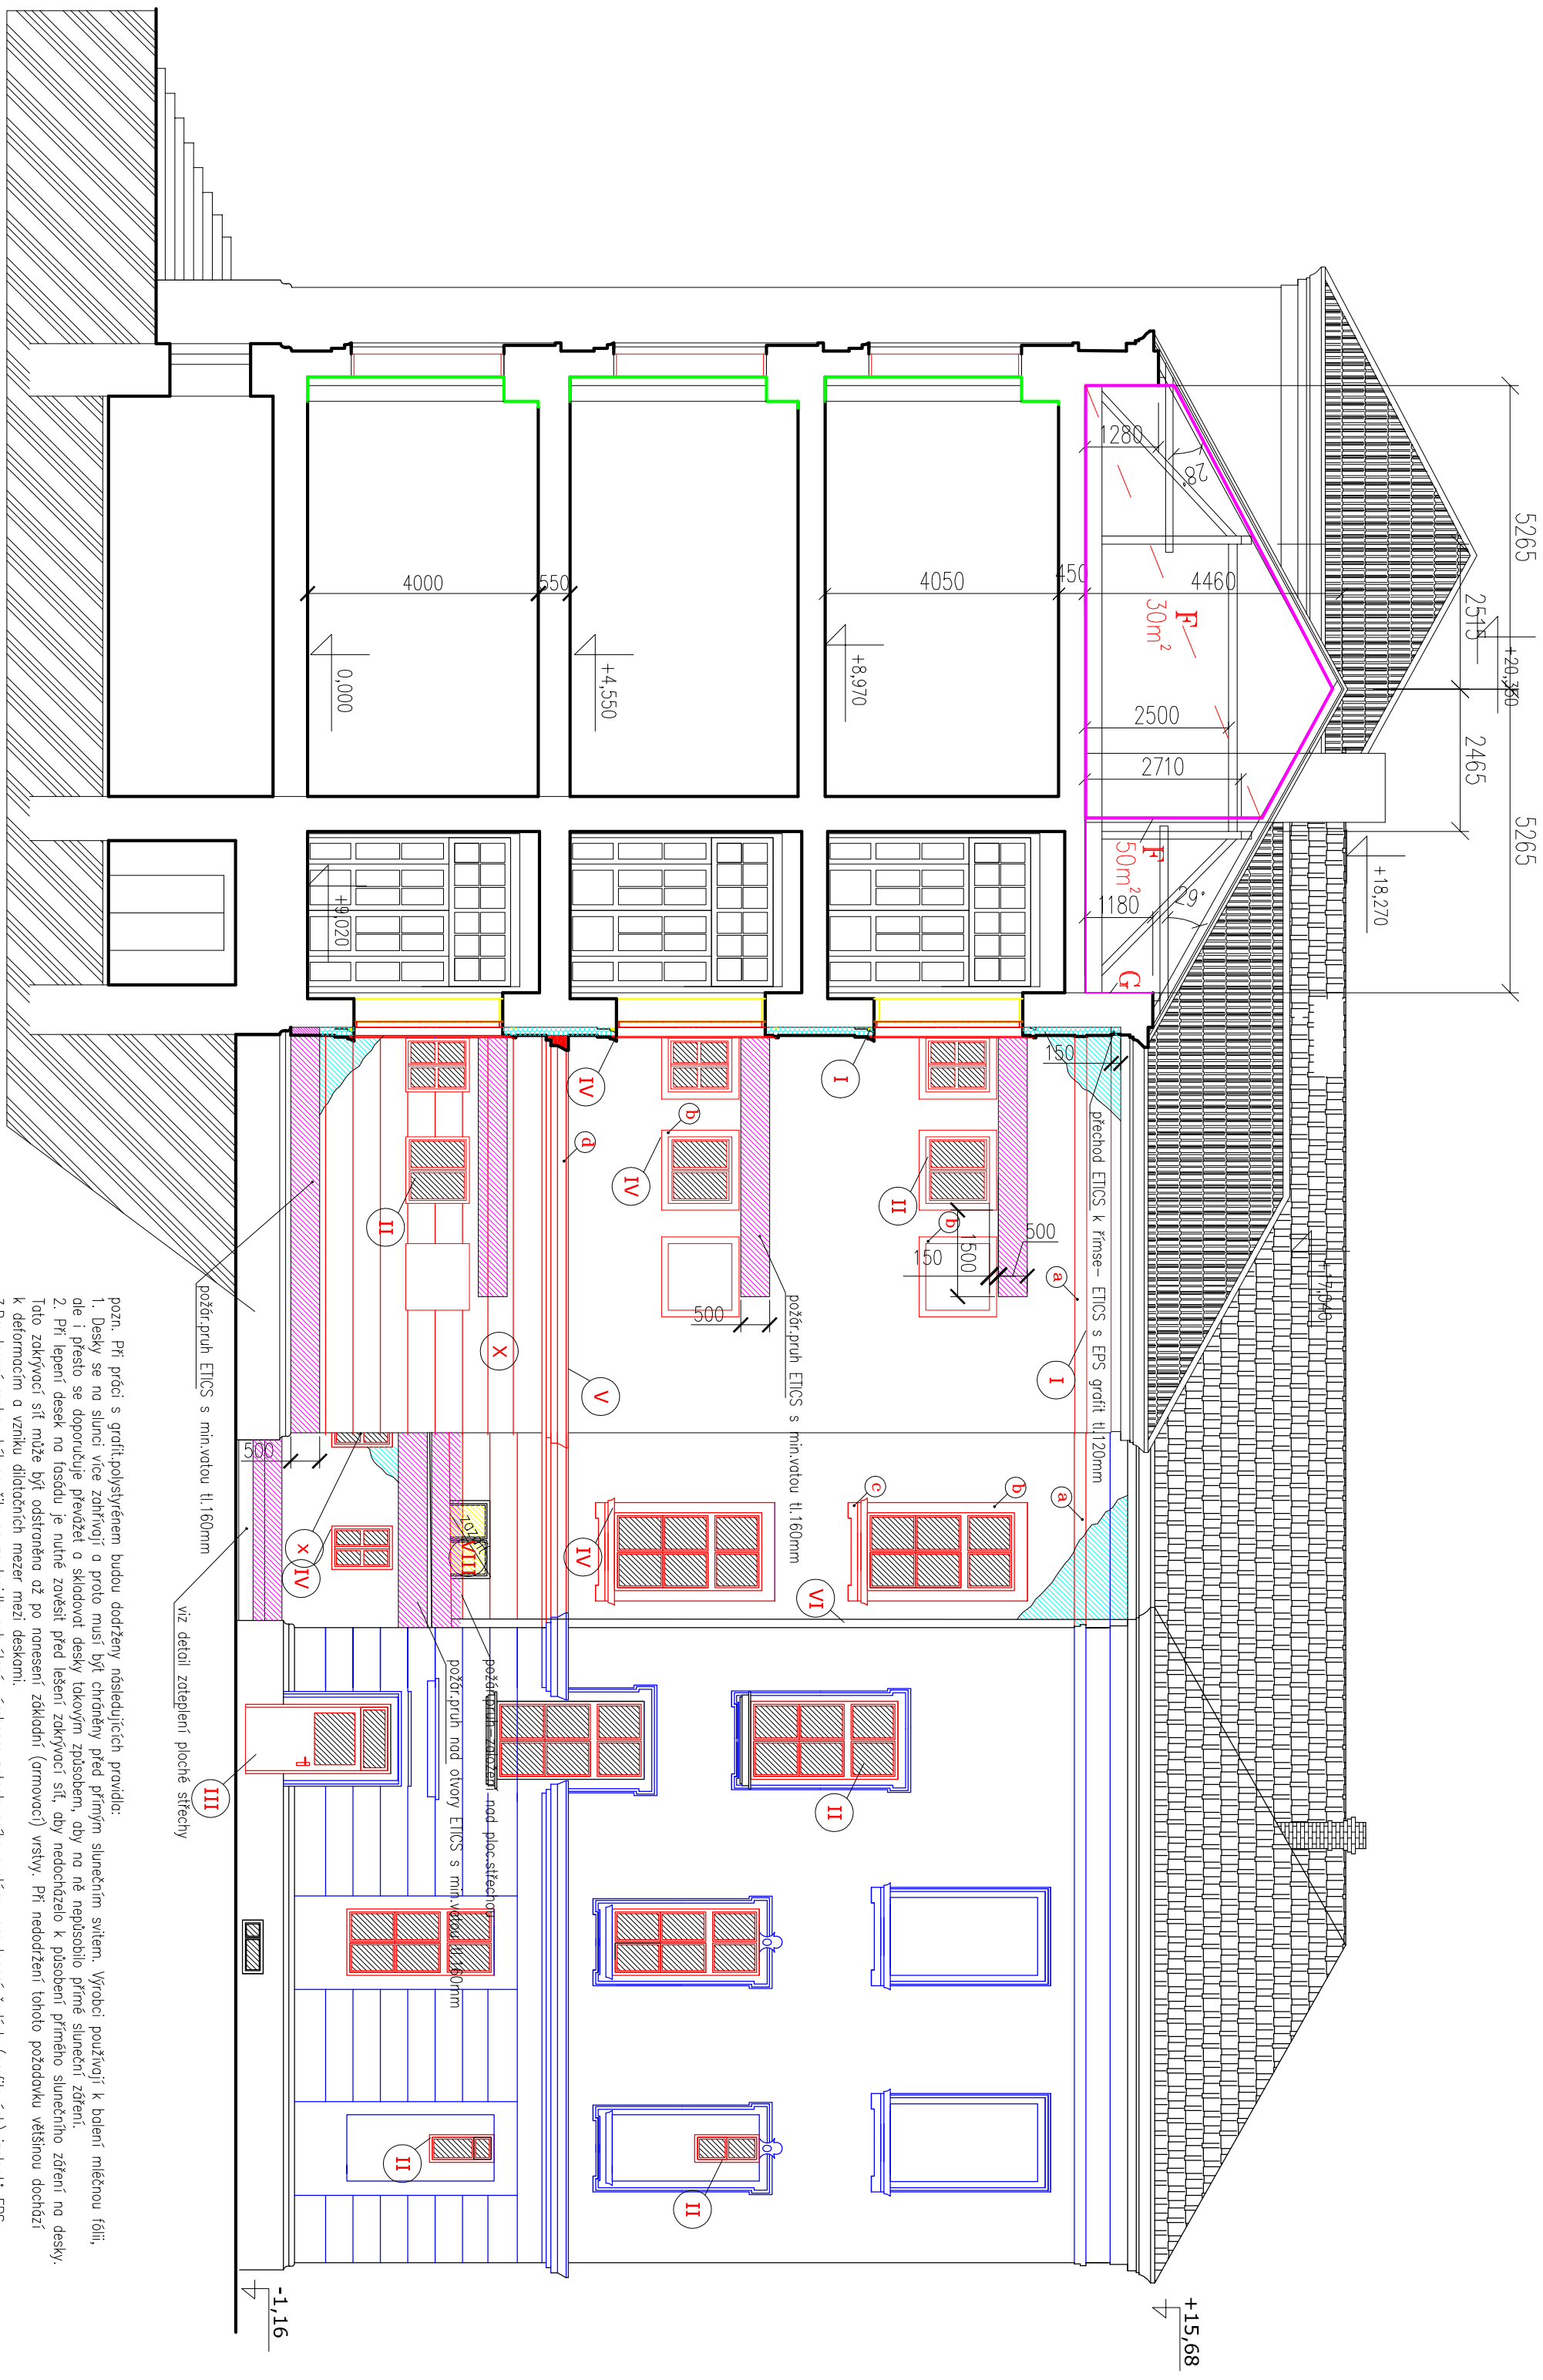 5265
5265
2515
2465
+20,350
+18,270
+17,340
+15,68
-1,16
1280
28°
4460
450
4050
550
4000
2500
2710
1180
29°
F
30m²
F
50m²
G
+8,970
+4,550
0,000
+9,020
150
přechod ETICS k římse- ETICS s EPS grafit tl.120mm
I
IV
I
II
IV
II
b
b
d
a
I
a
b
c
V
X
500
1500
150
500
500
požár.pruh ETICS s min.vatou tl.160mm
IV
VI
VIII
X
IV
II
II
II
II
III
požár.pruh-založení nad ploc.střechou
požár.pruh nad otvory ETICS s min.vatou tl.160mm
požár.pruh ETICS s min.vatou tl.160mm
viz detail zateplení ploché střechy
pozn. Při práci s grafit.polystyrénem budou dodrženy následujících pravidla:
1. Desky se na slunci více zahřívají a proto musí být chráněny před přímým slunečním svitem. Výrobci používají k balení mléčnou fólii,
ale i přesto se doporučuje převážet a skladovat desky takovým způsobem, aby na ně nepůsobilo přímé sluneční záření.
2. Při lepení desek na fasádu je nutné zavěsit před lešení zakrývací síť, aby nedocházelo k působení přímého slunečního záření na desky.
Tato zakrývací síť může být odstraněna až po nanesení základní (armovací) vrstvy. Při nedodržení tohoto požadavku většinou dochází
k deformacím a vzniku dilatačních mezer mezi deskami.